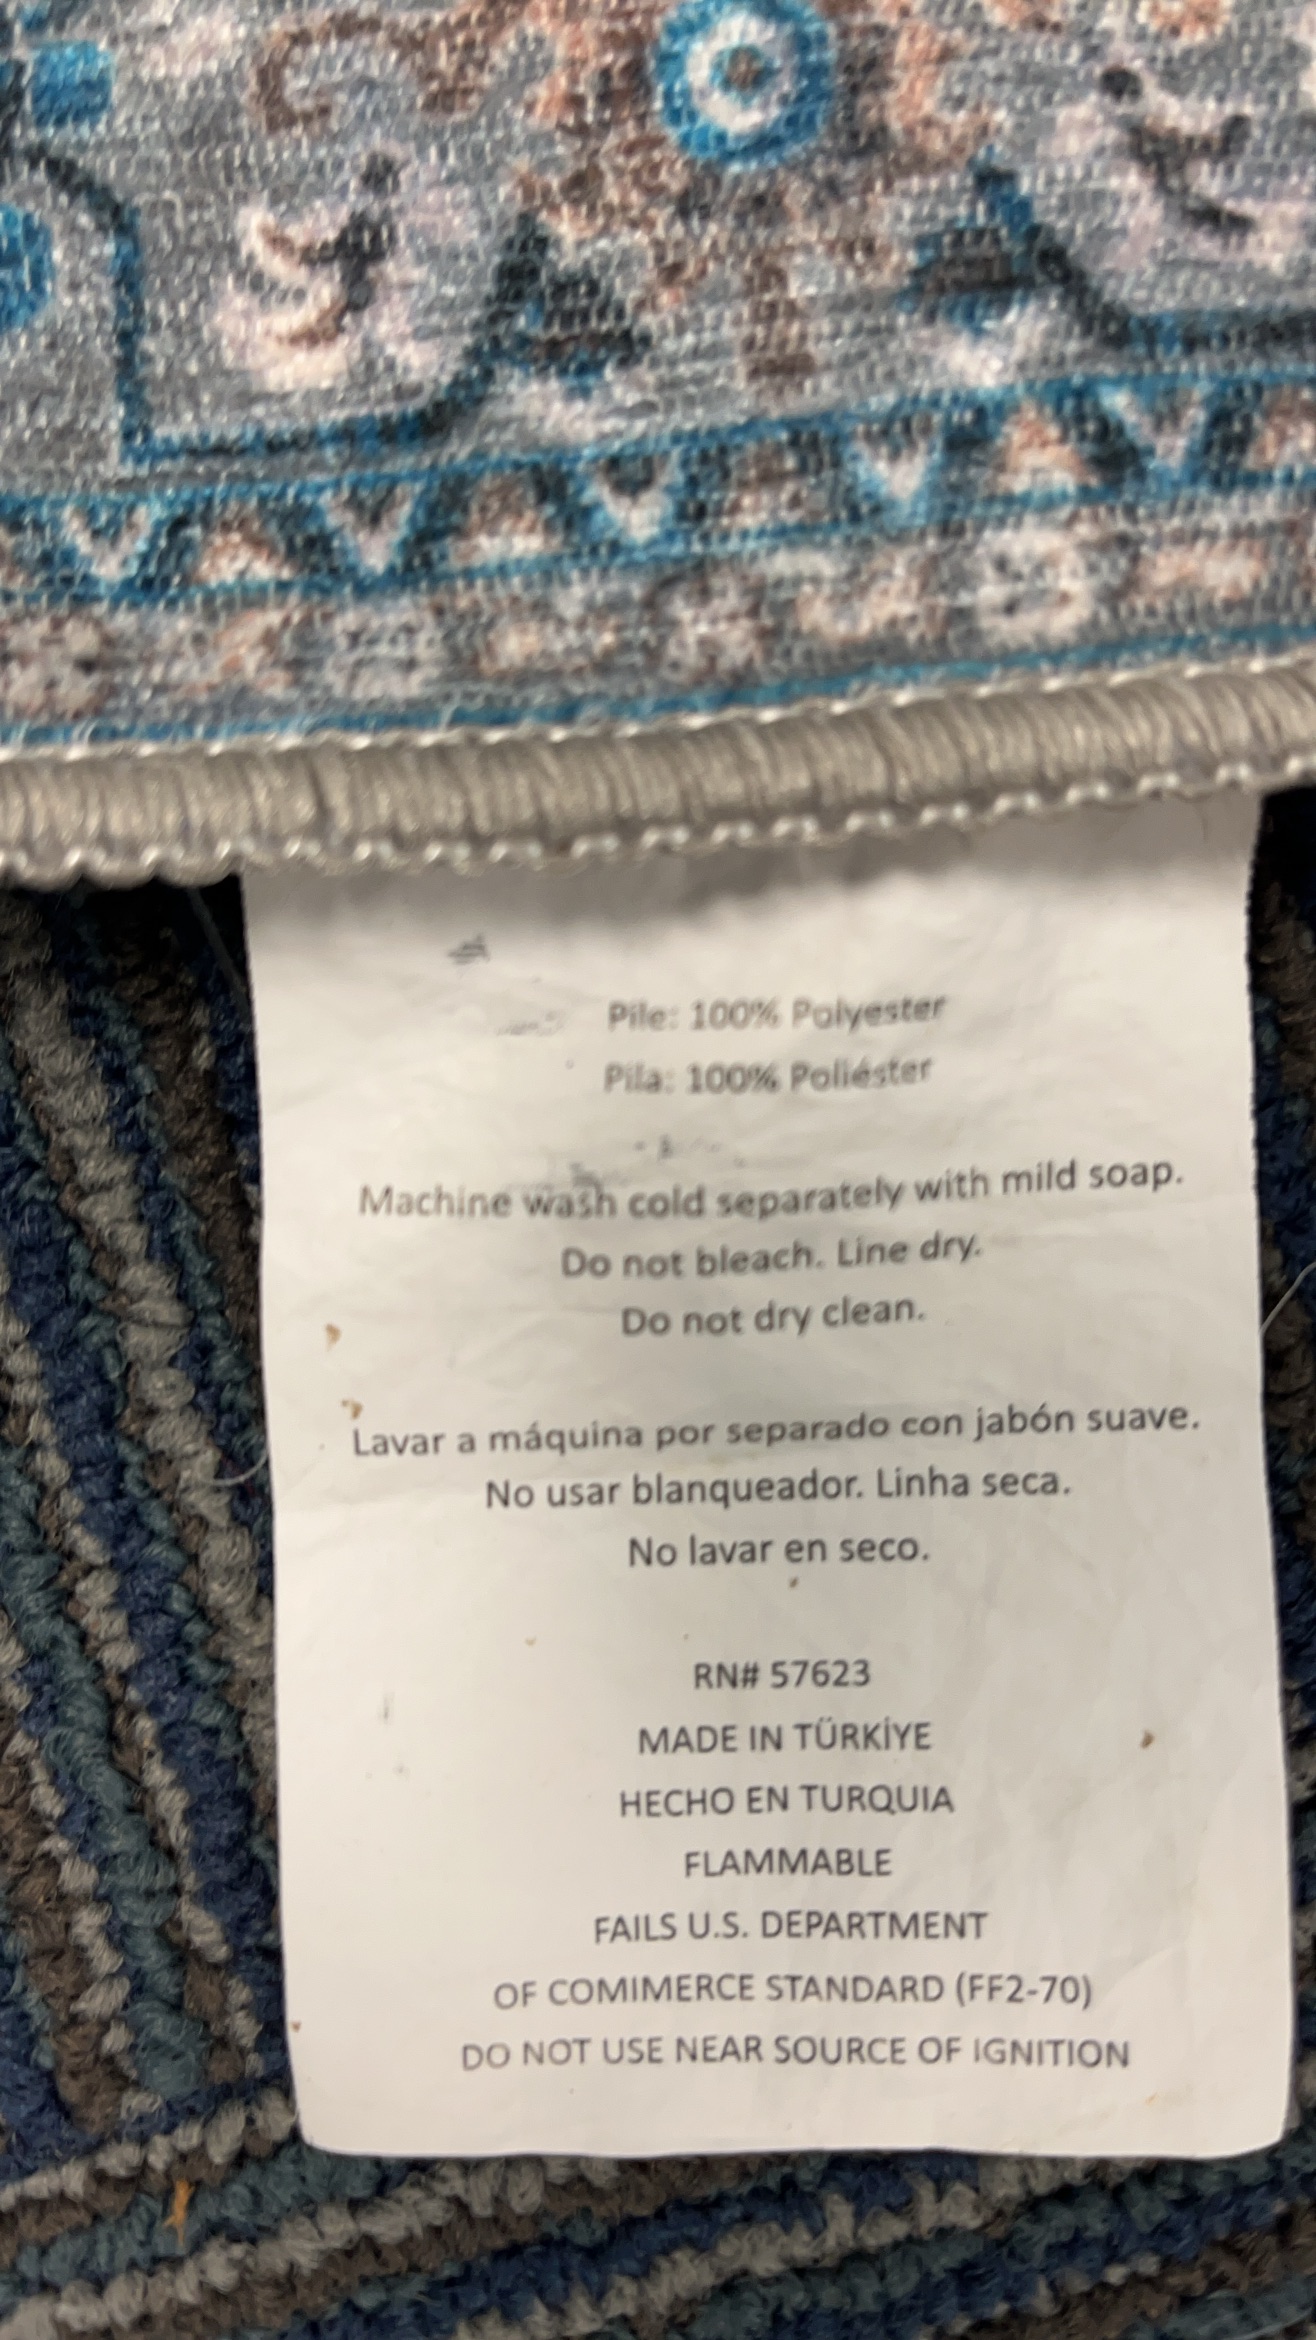 Pile: 100% Polyester
Pila: 100% Poliéster
Machine wash cold separately with mild soap.
Do not bleach. Line dry.
Do not dry clean.
Lavar a máquina por separado con jabón suave.
No usar blanqueador. Linha seca.
No lavar en seco.
RN# 57623
MADE IN TÜRKİYE
HECHO EN TURQUIA
FLAMMABLE
FAILS U.S. DEPARTMENT
OF COMIMERCE STANDARD (FF2-70)
DO NOT USE NEAR SOURCE OF IGNITION